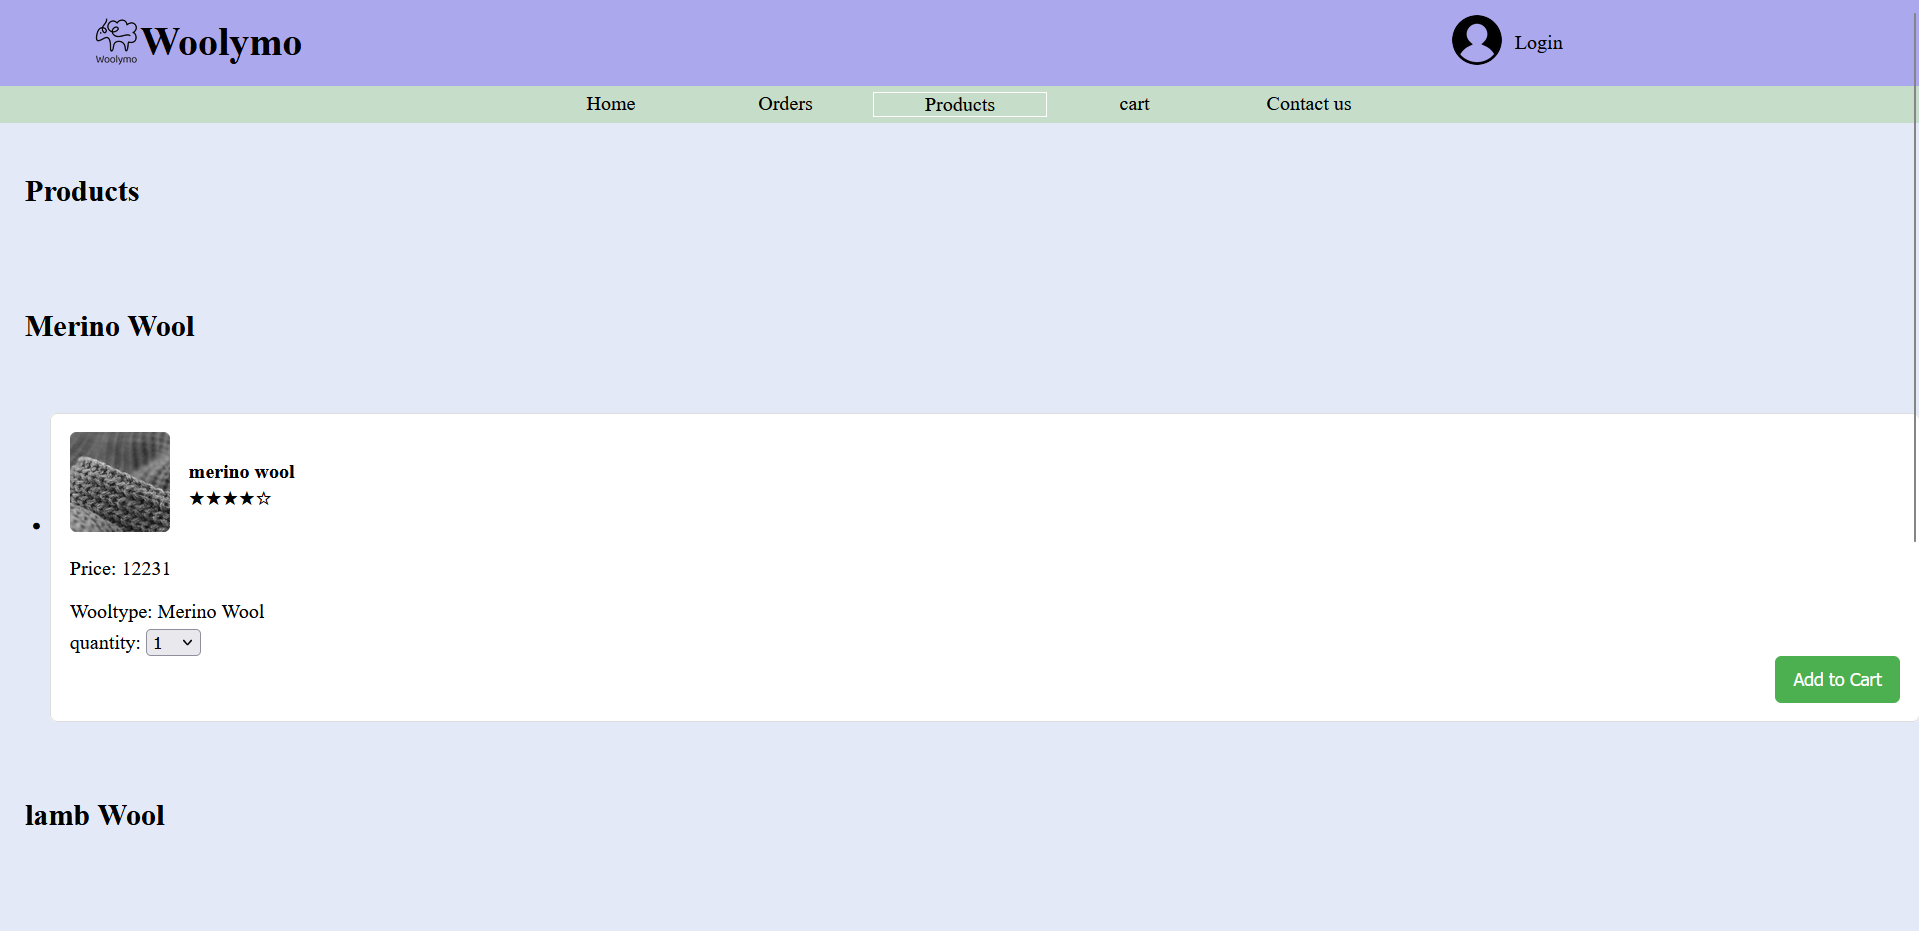 Woolymo
Woolymo
Login
Home
Orders
Products
cart
Contact us
Products
Merino Wool
merino wool
★★★★☆
Price: 12231
Wooltype: Merino Wool
quantity: 1
Add to Cart
lamb Wool